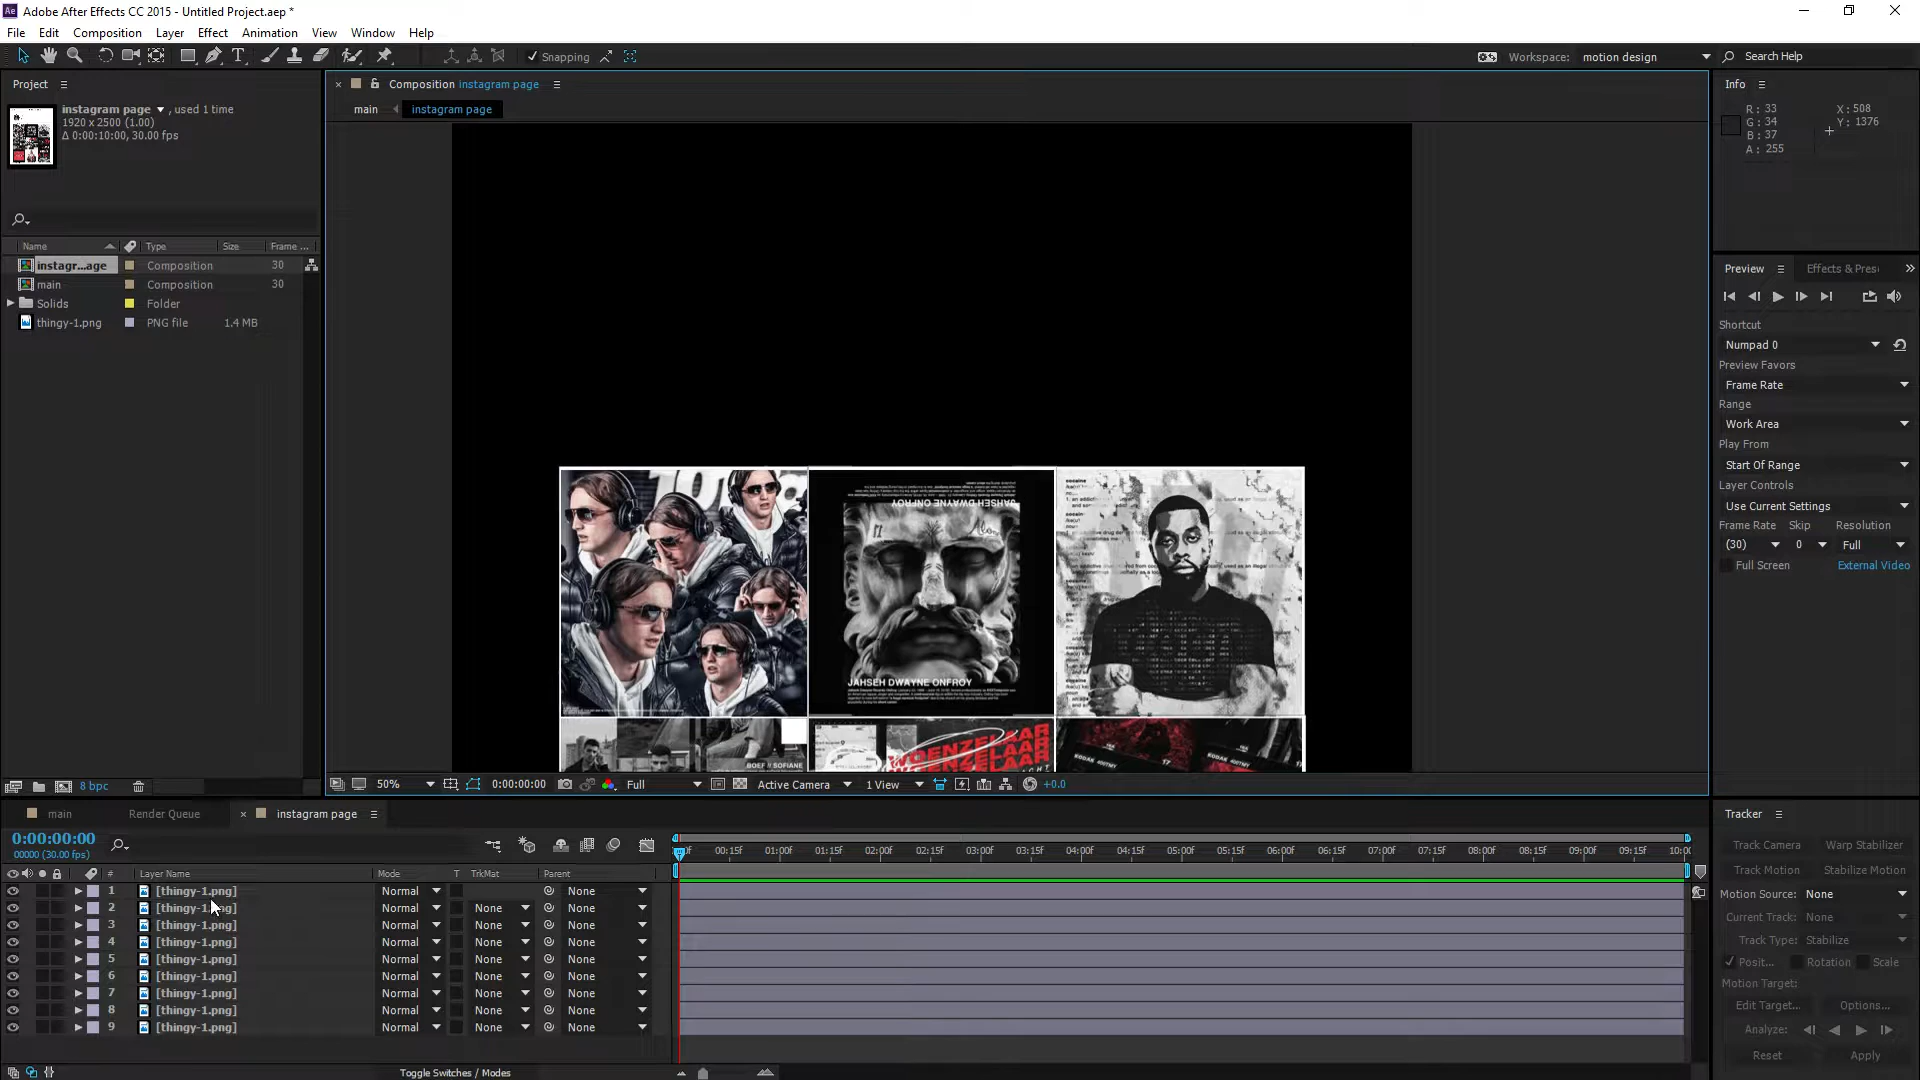 Adobe After Effects CC 2015 - Untitled Project.aep *
File Edit Composition Layer Effect Animation View Window Help
Snapping
Workspace: motion design
Search Help
Project
instagram page , used 1 time
1920 x 2500 (1.00)
Δ 0:00:10:00, 30.00 fps
Name Type Size Frame ...
instagr...age Composition 30
main Composition 30
Solids Folder
thingy-1.png PNG file 1.4 MB
8 bpc
Composition instagram page
main instagram page
JAHSEH DWAYNE ONFROY
JAHSEH DWAYNE ONFROY
BOEF // SOFIANE
KODAK 400TMY 17
KODAK 400TMY 17
50% 0:00:00:00 Full Active Camera 1 View +0.0
Info
R: 33 X: 508
G: 34 Y: 1376
B: 37
A: 255
Preview Effects & Pres
Shortcut
Numpad 0
Preview Favors
Frame Rate
Range
Work Area
Play From
Start Of Range
Layer Controls
Use Current Settings
Frame Rate Skip Resolution
(30) 0 Full
Full Screen External Video
main Render Queue instagram page
0:00:00:00
00000 (30.00 fps)
00:15f 01:00f 01:15f 02:00f 02:15f 03:00f 03:15f 04:00f 04:15f 05:00f 05:15f 06:00f 06:15f 07:00f 07:15f 08:00f 08:15f 09:00f 09:15f 10:00
# Layer Name Mode T TrkMat Parent
1 [thingy-1.png] Normal None
2 [thingy-1.png] Normal None None
3 [thingy-1.png] Normal None None
4 [thingy-1.png] Normal None None
5 [thingy-1.png] Normal None None
6 [thingy-1.png] Normal None None
7 [thingy-1.png] Normal None None
8 [thingy-1.png] Normal None None
9 [thingy-1.png] Normal None None
Toggle Switches / Modes
Tracker
Track Camera Warp Stabilizer
Track Motion Stabilize Motion
Motion Source: None
Current Track: None
Track Type: Stabilize
Posit... Rotation Scale
Motion Target:
Edit Target... Options...
Analyze:
Reset Apply